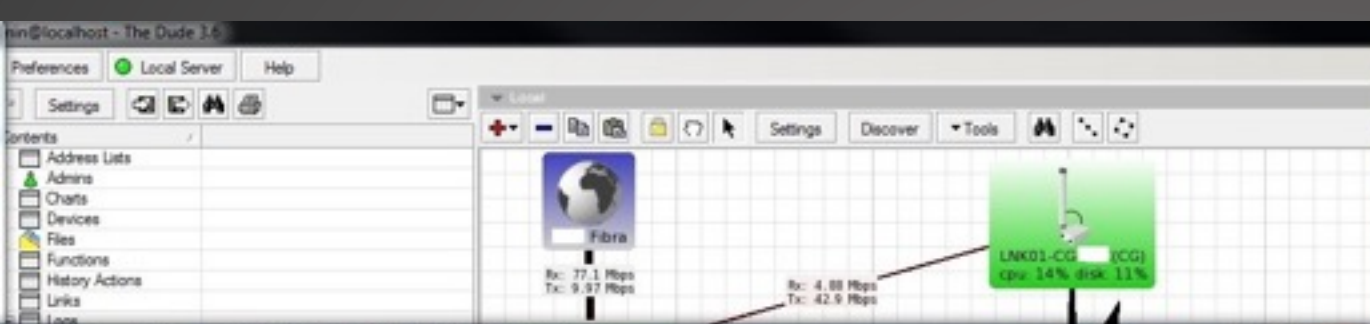 min@localhost - The Dude 3.6
Preferences Local Server Help
Settings
Local
Contents
Settings Discover Tools
Address Lists
Admins
Charts
Devices
Files
Functions
History Actions
Links
Logs
Fibra
Rx: 77.1 Mbps
Tx: 9.97 Mbps
Rx: 4.88 Mbps
Tx: 42.9 Mbps
LNK01-CG (CG)
cpu: 14% disk: 11%